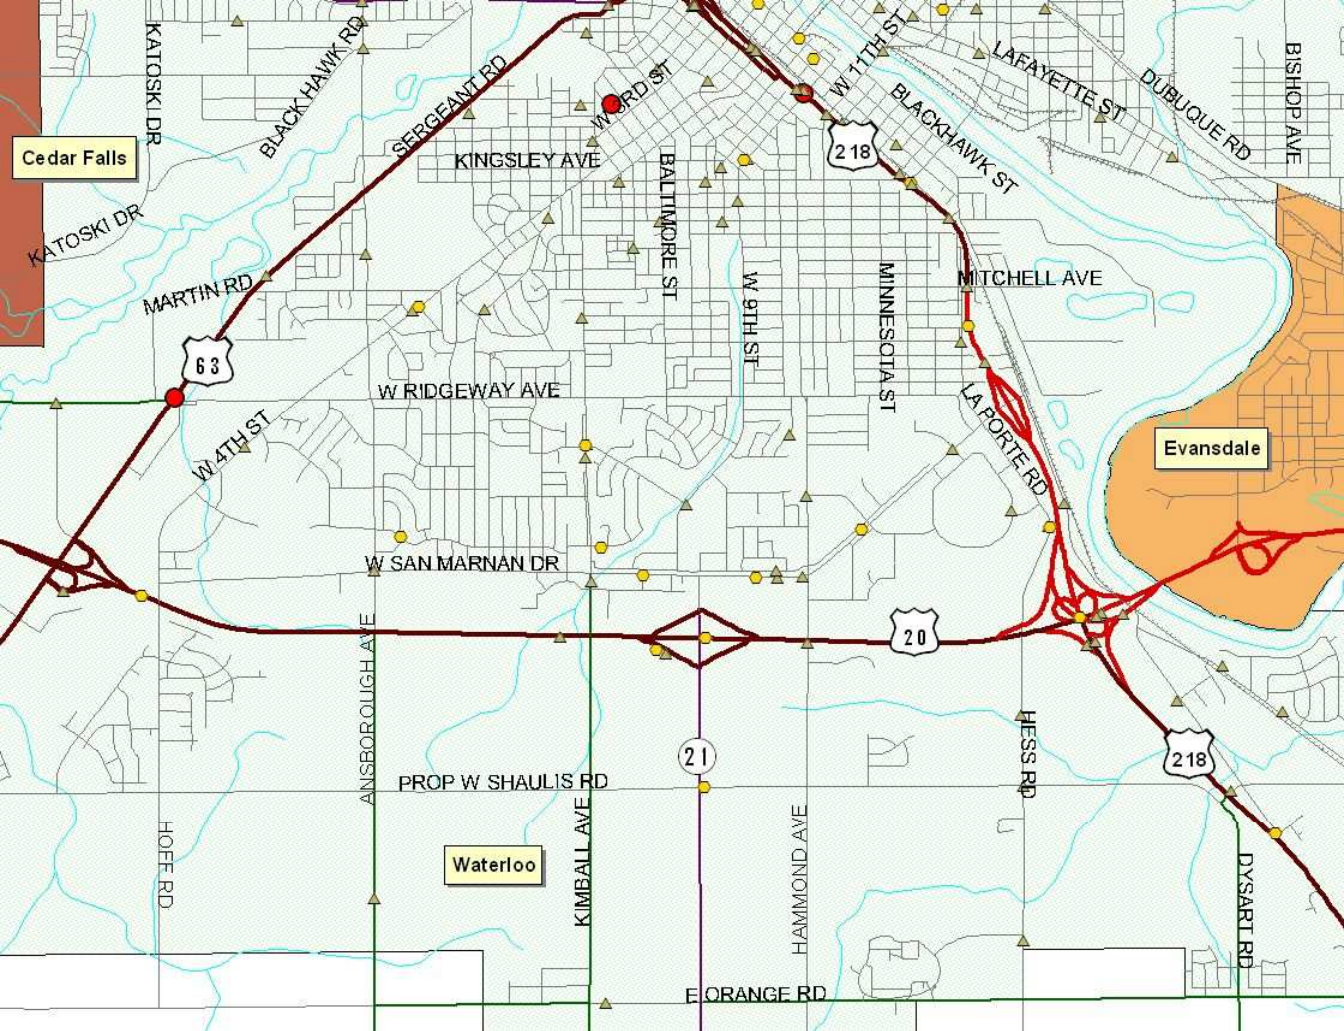 KATOSK DR
BLACK HAWK RD
SERGEANT RD
W 3RD ST
W 11TH ST
LAFAYETTE ST
DUBUQUE RD
BISHOP AVE
BLACKHAWK ST
Cedar Falls
KINGSLEY AVE
BALTIMORE ST
218
KATOSKI DR
MARTIN RD
W 9TH ST
MINNESOTA ST
MITCHELL AVE
63
W RIDGEWAY AVE
LA PORTE RD
W 4TH ST
Evansdale
W SAN MARNAN DR
20
ANSBOROUGH AVE
HESS RD
21
218
PROP W SHAULIS RD
HOFF RD
KIMBALL AVE
HAMMOND AVE
Waterloo
DYSART RD
E ORANGE RD